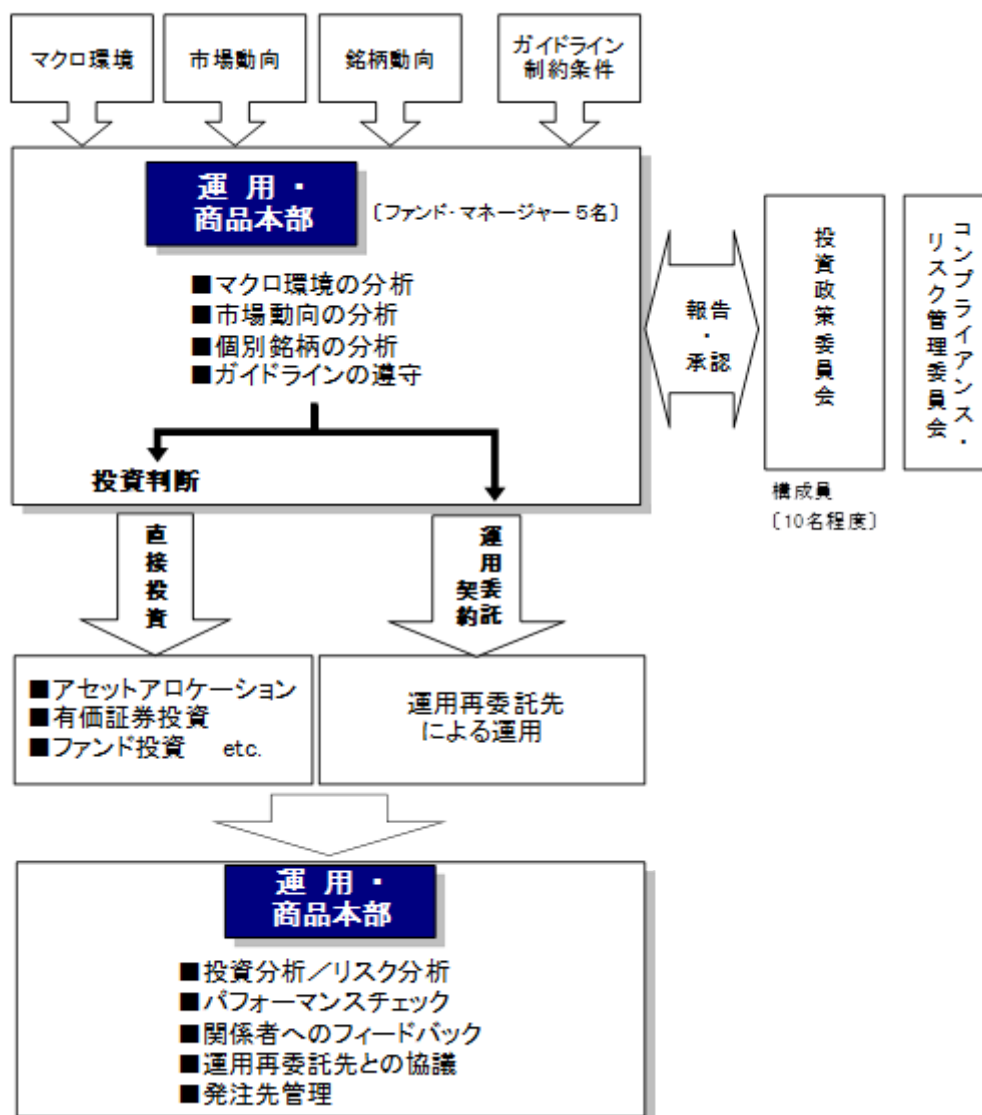 マクロ環境
市場動向
銘柄動向
ガイドライン
制約条件
運 用 ・
商品本部
〔ファンド・マネージャー 5名〕
■マクロ環境の分析
■市場動向の分析
■個別銘柄の分析
■ガイドラインの遵守
投資判断
報告
・
承認
投資政策委員会
コンプライアンス・
リスク管理委員会
構成員
〔10名程度〕
直接投資
運用委託
契約
■アセットアロケーション
■有価証券投資
■ファンド投資 etc.
運用再委託先
による運用
運 用 ・
商品本部
■投資分析／リスク分析
■パフォーマンスチェック
■関係者へのフィードバック
■運用再委託先との協議
■発注先管理